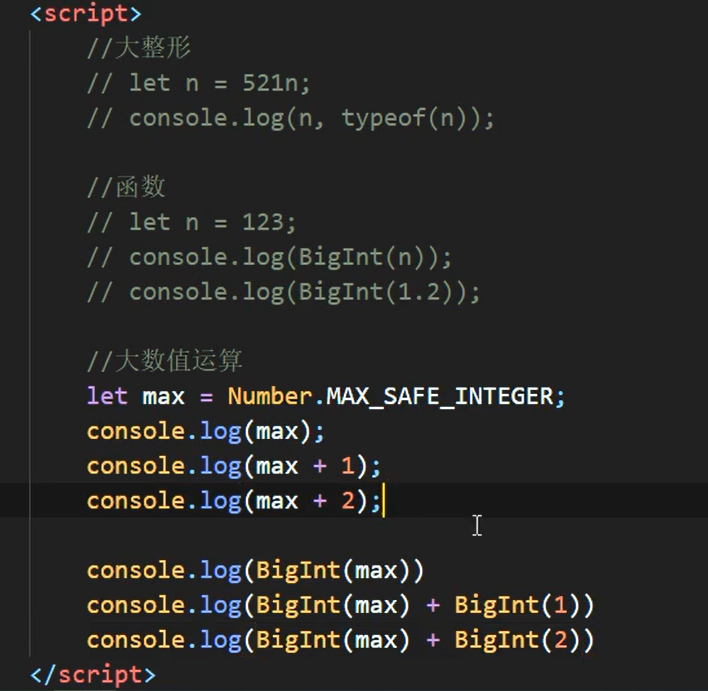 <script>
//大整形
// let n = 521n;
// console.log(n, typeof(n));
//函数
// let n = 123;
// console.log(BigInt(n));
// console.log(BigInt(1.2));
//大数值运算
let max = Number.MAX_SAFE_INTEGER;
console.log(max);
console.log(max + 1);
console.log(max + 2);
console.log(BigInt(max))
console.log(BigInt(max) + BigInt(1))
console.log(BigInt(max) + BigInt(2))
</script>